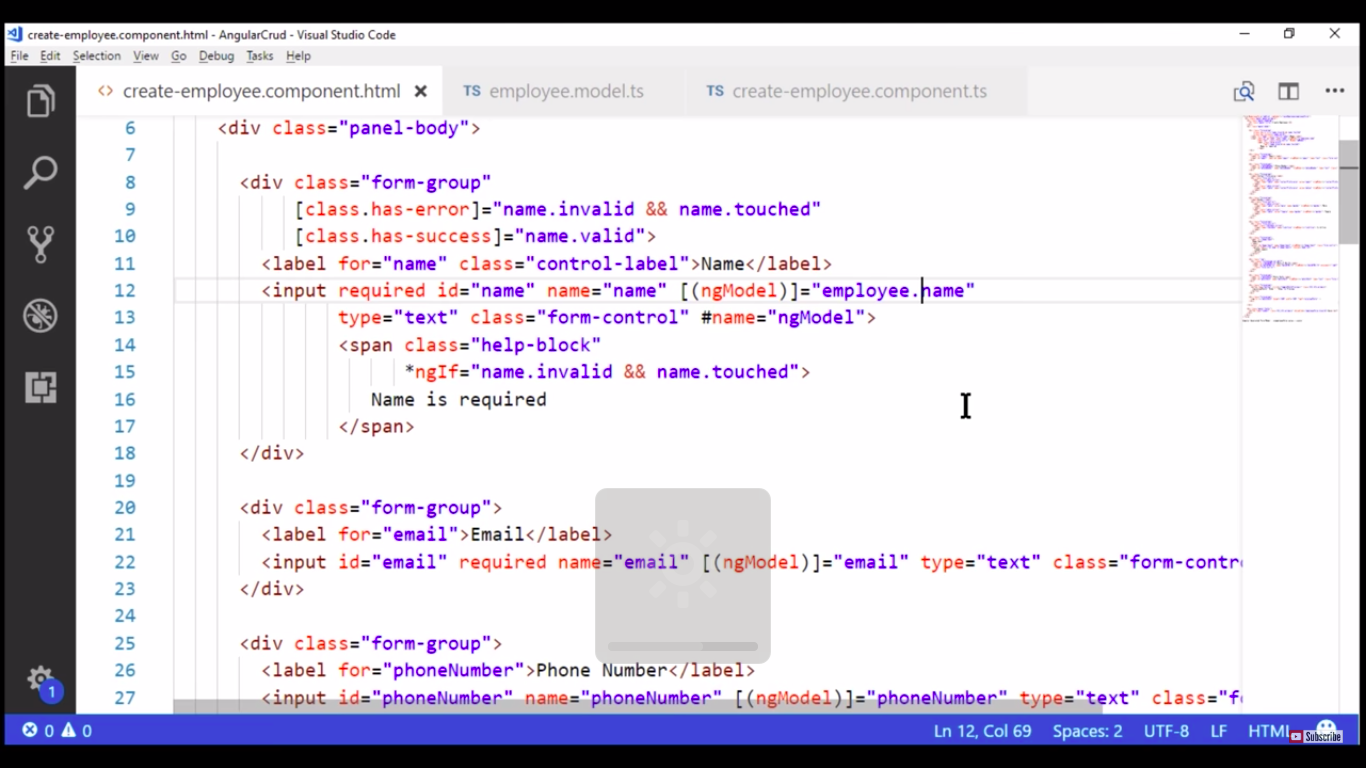 create-employee.component.html - AngularCrud - Visual Studio Code
File Edit Selection View Go Debug Tasks Help
<> create-employee.component.html TS employee.model.ts TS create-employee.component.ts
6 <div class="panel-body">
7
8 <div class="form-group"
9 [class.has-error]="name.invalid && name.touched"
10 [class.has-success]="name.valid">
11 <label for="name" class="control-label">Name</label>
12 <input required id="name" name="name" [(ngModel)]="employee.name"
13 type="text" class="form-control" #name="ngModel">
14 <span class="help-block"
15 *ngIf="name.invalid && name.touched">
16 Name is required
17 </span>
18 </div>
19
20 <div class="form-group">
21 <label for="email">Email</label>
22 <input id="email" required name="email" [(ngModel)]="email" type="text" class="form-contr
23 </div>
24
25 <div class="form-group">
26 <label for="phoneNumber">Phone Number</label>
27 <input id="phoneNumber" name="phoneNumber" [(ngModel)]="phoneNumber" type="text" class="f
1
0 0 Ln 12, Col 69 Spaces: 2 UTF-8 LF HTML
Subscribe